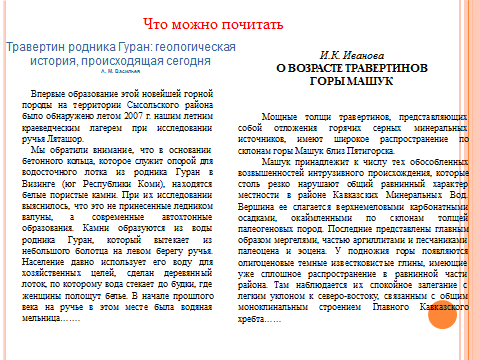 Что можно почитать
Травертин родника Гуран: геологическая
история, происходящая сегодня
А. М. Васильев
Впервые образование этой новейшей горной
породы на территории Сысольского района
было обнаружено летом 2007 г. нашим летним
краеведческим лагерем при исследовании
ручья Ляташор.
Мы обратили внимание, что в основании
бетонного кольца, которое служит опорой для
водосточного лотка из родника Гуран в
Визинге (юг Республики Коми), находятся
белые пористые камни. При их исследовании
выяснилось, что это не принесенные ледником
валуны, а современные автохтонные
образования. Камни образуются из воды
родника Гуран, который вытекает из
небольшого болотца на левом берегу ручья.
Население давно использует его воду для
хозяйственных целей, сделан деревянный
лоток, по которому вода стекает до будки, где
женщины полощут белье. В начале прошлого
века на ручье в этом месте была водяная
мельница…….
И.К. Иванова
О ВОЗРАСТЕ ТРАВЕРТИНОВ
ГОРЫ МАШУК
Мощные толщи травертинов, представляющих
собой отложения горячих серных минеральных
источников, имеют широкое распространение по
склонам горы Машук близ Пятигорска.
Машук принадлежит к числу тех обособленных
возвышенностей интрузивного происхождения, которые
столь резко нарушают общий равнинный характер
местности в районе Кавказских Минеральных Вод.
Вершина ее слагается верхнемеловыми карбонатными
осадками, окаймленными по склонам толщей
палеогеновых пород. Последние представлены главным
образом мергелями, частью аргиллитами и песчаниками
палеоцена и эоцена. У подножия горы появляются
олигоценовые темные известковистые глины, имеющие
уже сплошное распространение в равнинной части
района. Там наблюдается их спокойное залегание с
легким уклоном к северо-востоку, связанным с общим
моноклинальным строением Главного Кавказского
хребта……